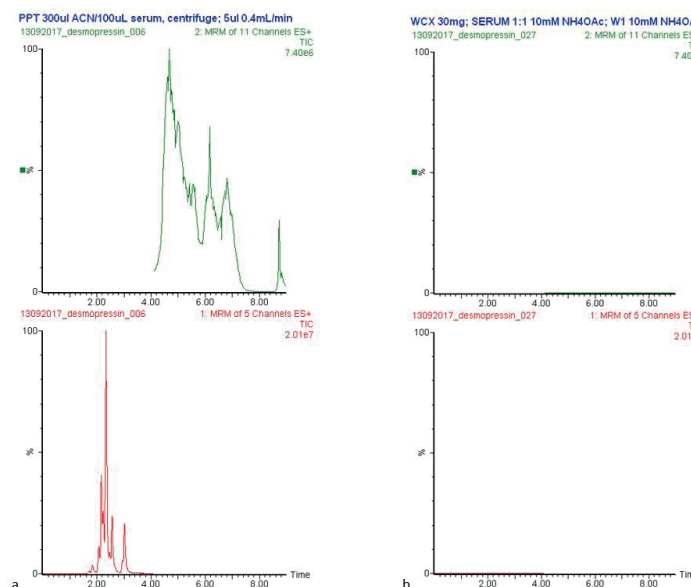 PPT 300ul ACN/100uL serum, centrifuge; 5ul 0.4mL/min
13092017_desmopressin_006 2: MRM of 11 Channels ES+
TIC
7.40e6
100
%
0
2.00 4.00 6.00 8.00
13092017_desmopressin_006 1: MRM of 5 Channels ES+
TIC
2.01e7
100
%
0
2.00 4.00 6.00 8.00 Time
a
WCX 30mg; SERUM 1:1 10mM NH4OAc; W1 10mM NH4OA
13092017_desmopressin_027 2: MRM of 11 Channels ES
T
7.40
100
%
0
2.00 4.00 6.00 8.00
13092017_desmopressin_027 1: MRM of 5 Channels ES
T
2.01
100
%
0
2.00 4.00 6.00 8.00 Tim
b